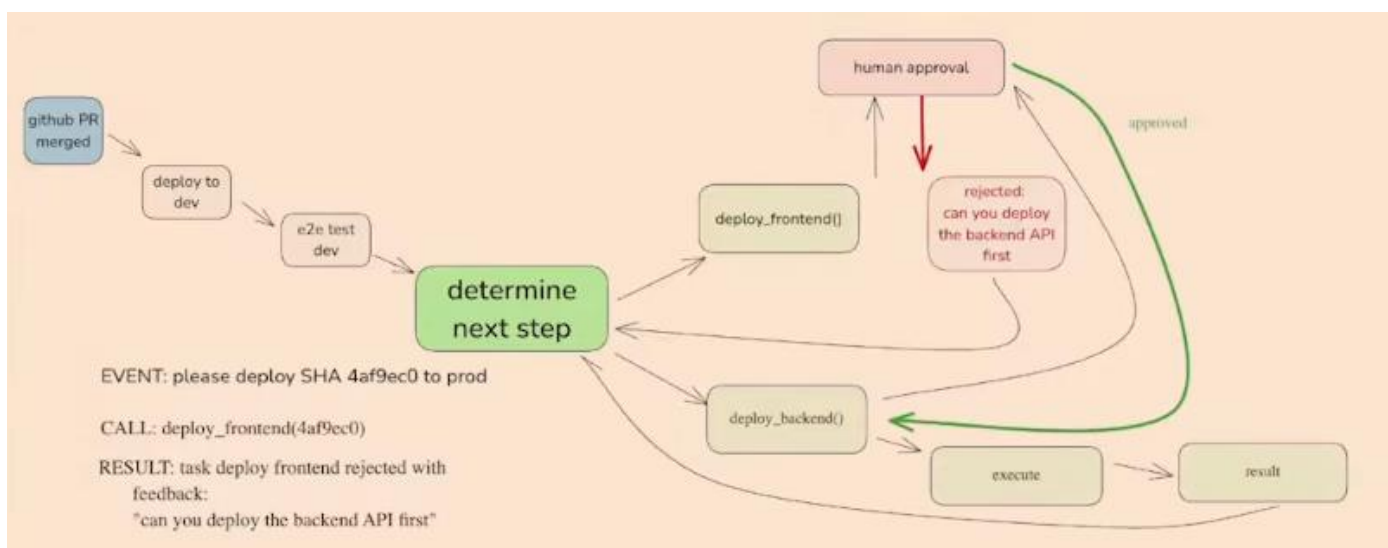 github PR
merged
deploy to
dev
e2e test
dev
determine
next step
deploy_frontend()
human approval
rejected:
can you deploy
the backend API
first
approved
deploy_backend()
execute
result
EVENT: please deploy SHA 4af9ec0 to prod
CALL: deploy_frontend(4af9ec0)
RESULT: task deploy frontend rejected with
feedback:
"can you deploy the backend API first"